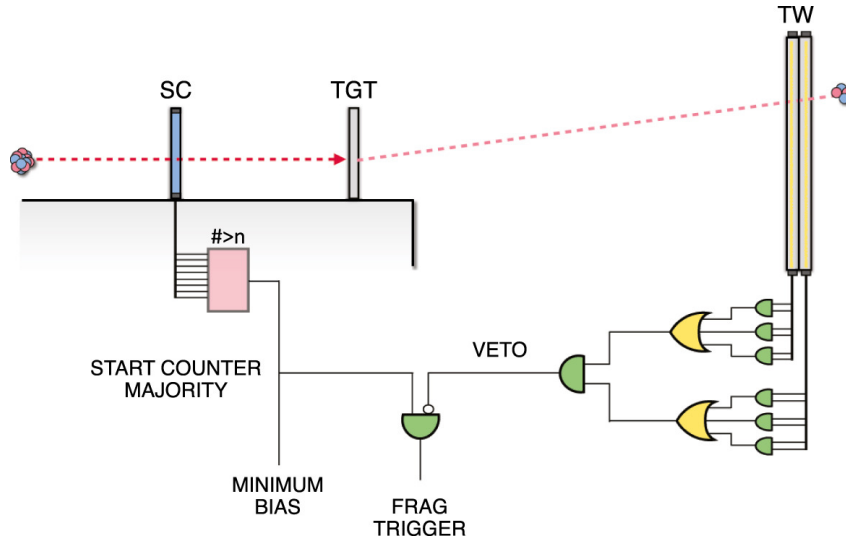 TW
SC
TGT
#>n
START COUNTER
MAJORITY
VETO
MINIMUM
BIAS
FRAG
TRIGGER